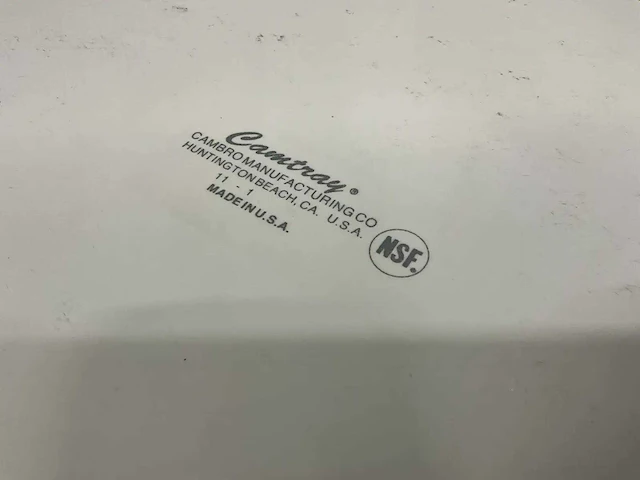 Camtray®
CAMBRO MANUFACTURING CO
HUNTINGTON BEACH, CA. U.S.A.
11 - 1
MADE IN U.S.A.
NSF.